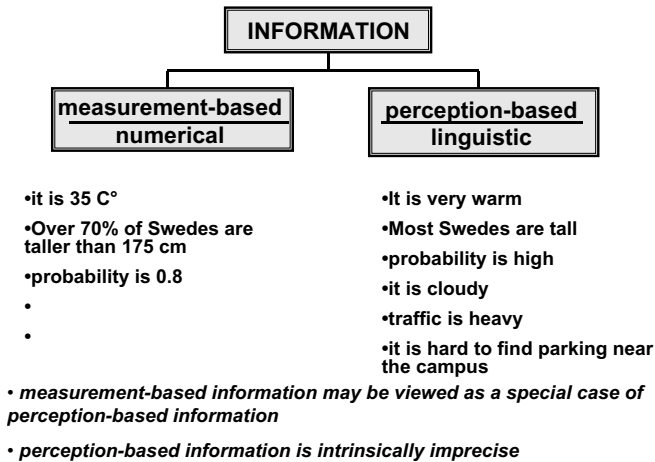 INFORMATION
measurement-based
numerical
perception-based
linguistic
•it is 35 C°
•Over 70% of Swedes are
taller than 175 cm
•probability is 0.8
•
•
•It is very warm
•Most Swedes are tall
•probability is high
•it is cloudy
•traffic is heavy
•it is hard to find parking near
the campus
• measurement-based information may be viewed as a special case of
perception-based information
• perception-based information is intrinsically imprecise